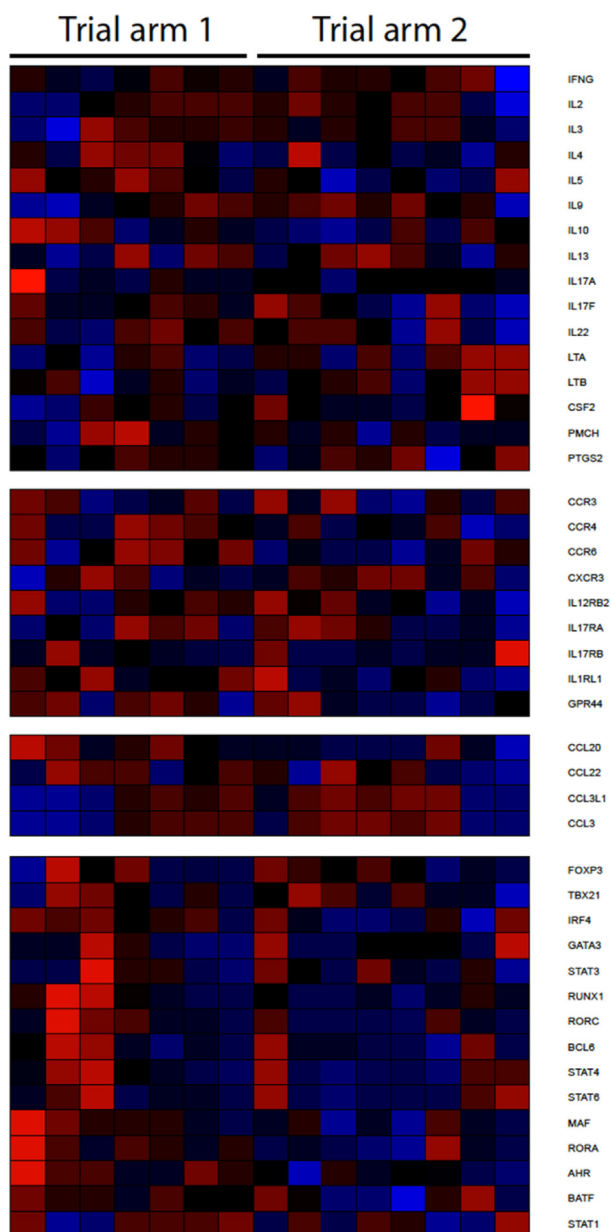 Trial arm 1 Trial arm 2
IFNG
IL2
IL3
IL4
IL5
IL9
IL10
IL13
IL17A
IL17F
IL22
LTA
LTB
CSF2
PMCH
PTGS2
CCR3
CCR4
CCR6
CXCR3
IL12RB2
IL17RA
IL17RB
IL1RL1
GPR44
CCL20
CCL22
CCL3L1
CCL3
FOXP3
TBX21
IRF4
GATA3
STAT3
RUNX1
RORC
BCL6
STAT4
STAT6
MAF
RORA
AHR
BATF
STAT1